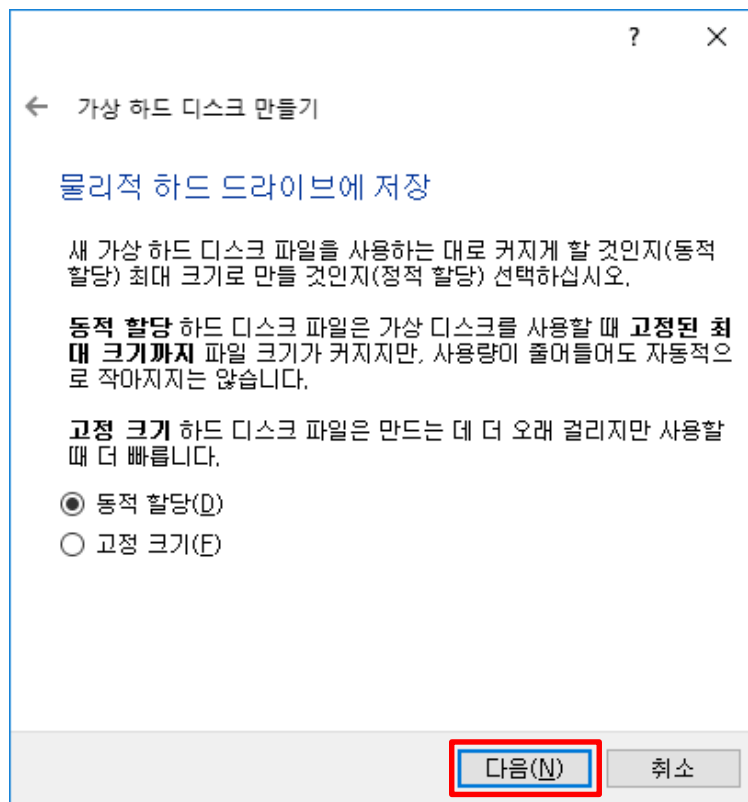 ?
가상 하드 디스크 만들기
물리적 하드 드라이브에 저장
새 가상 하드 디스크 파일을 사용하는 대로 커지게 할 것인지(동적
할당) 최대 크기로 만들 것인지(정적 할당) 선택하십시오.
동적 할당 하드 디스크 파일은 가상 디스크를 사용할 때 고정된 최
대 크기까지 파일 크기가 커지지만, 사용량이 줄어들어도 자동적으
로 작아지지는 않습니다.
고정 크기 하드 디스크 파일은 만드는 데 더 오래 걸리지만 사용할
때 더 빠릅니다.
동적 할당(D)
고정 크기(F)
다음(N) 취소